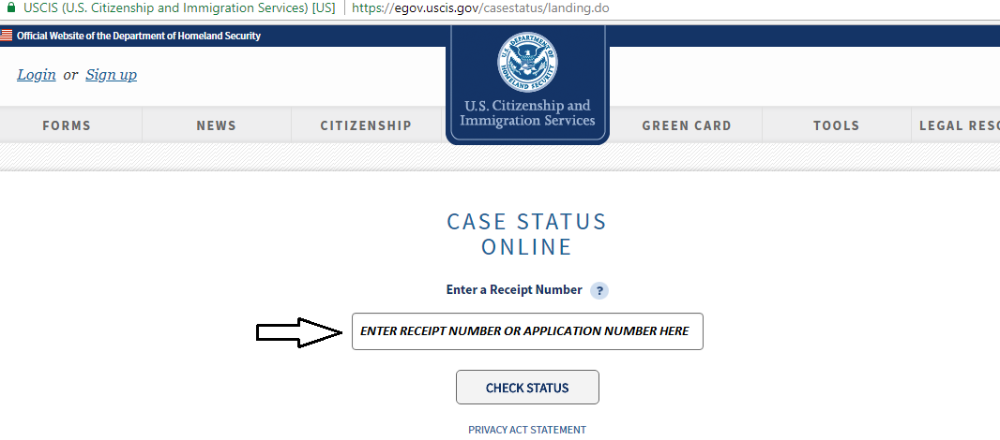 USCIS (U.S. Citizenship and Immigration Services) [US] | https://egov.uscis.gov/casestatus/landing.do
Official Website of the Department of Homeland Security
Login or Sign up
U.S. DEPARTMENT OF HOMELAND SECURITY
U.S. Citizenship and
Immigration Services
FORMS NEWS CITIZENSHIP GREEN CARD TOOLS LEGAL RESO
CASE STATUS
ONLINE
Enter a Receipt Number ?
ENTER RECEIPT NUMBER OR APPLICATION NUMBER HERE
CHECK STATUS
PRIVACY ACT STATEMENT